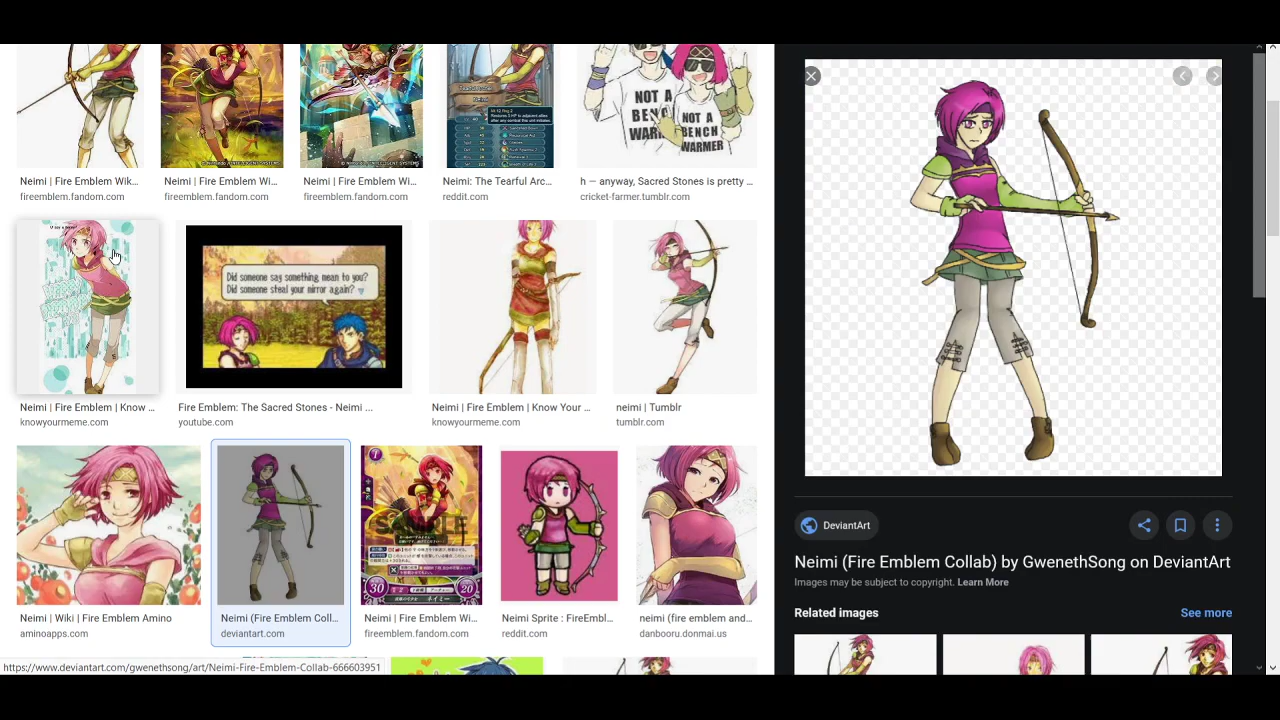 NOT A
BENCH
WARM
NOT A
BENCH
WARMER
© Nintendo / INTELLIGENT SYSTEMS
© Nintendo / INTELLIGENT SYSTEMS
Neimi | Fire Emblem Wik...
fireemblem.fandom.com
Neimi | Fire Emblem Wi...
fireemblem.fandom.com
Neimi | Fire Emblem Wi...
fireemblem.fandom.com
Neimi: The Tearful Arc...
reddit.com
h — anyway, Sacred Stones is pretty ...
cricket-farmer.tumblr.com
Did someone say something mean to you?
Did someone steal your mirror again?
Neimi | Fire Emblem | Know ...
knowyourmeme.com
Fire Emblem: The Sacred Stones - Neimi ...
youtube.com
Neimi | Fire Emblem | Know Your ...
knowyourmeme.com
neimi | Tumblr
tumblr.com
SAMPLE
30
20
Neimi | Wiki | Fire Emblem Amino
aminoapps.com
Neimi (Fire Emblem Coll...
deviantart.com
Neimi | Fire Emblem Wi...
fireemblem.fandom.com
Neimi Sprite : FireEmbl...
reddit.com
neimi (fire emblem and...
danbooru.donmai.us
https://www.deviantart.com/gwenethsong/art/Neimi-Fire-Emblem-Collab-666603951
DeviantArt
Neimi (Fire Emblem Collab) by GwenethSong on DeviantArt
Images may be subject to copyright. Learn More
Related images
See more